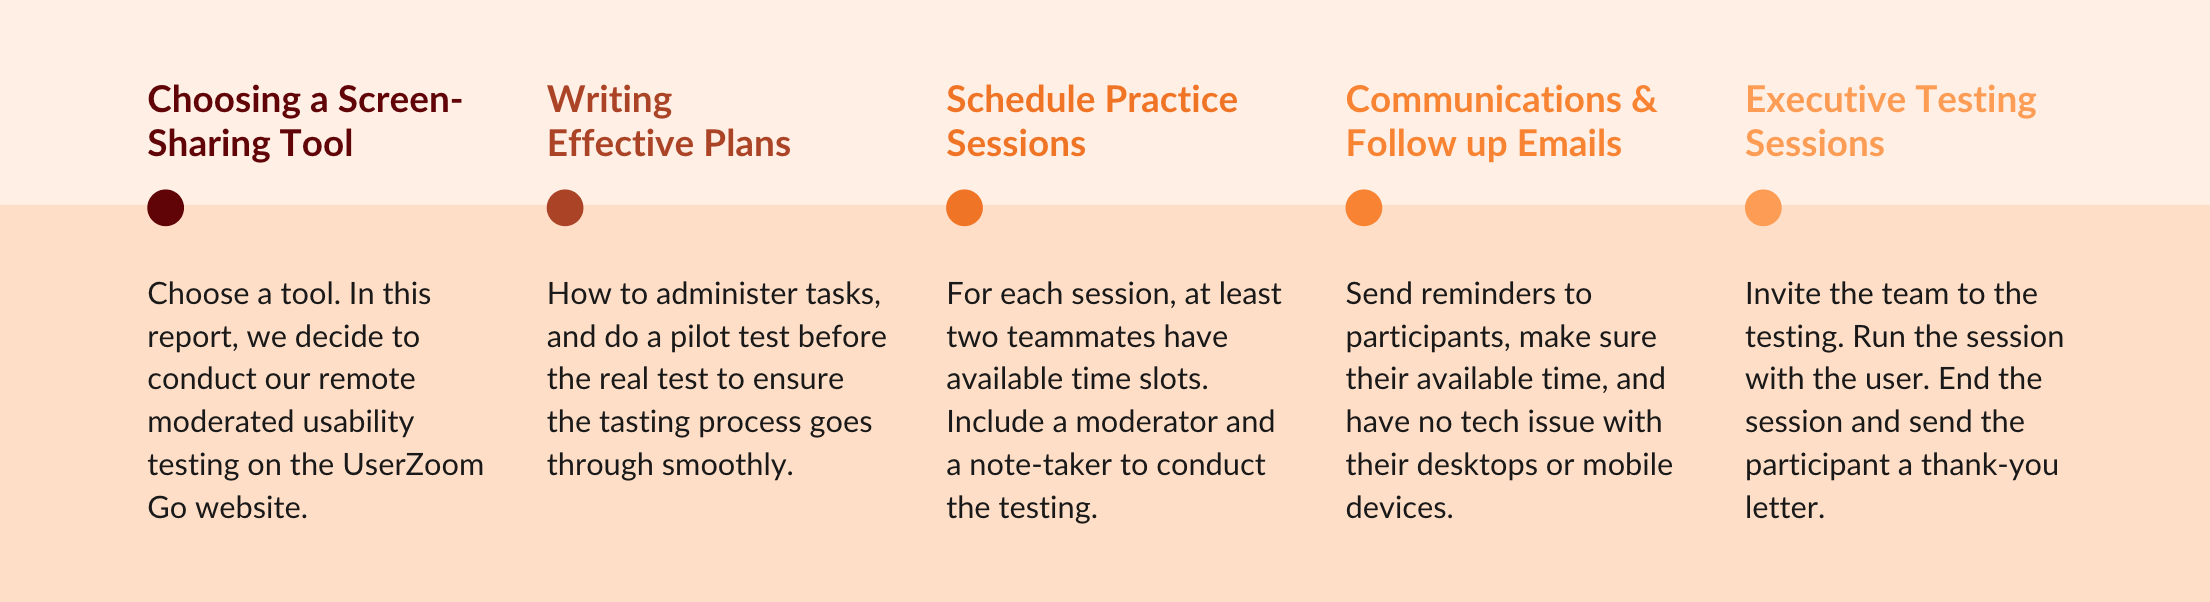 Choosing a Screen-
Sharing Tool
Choose a tool. In this
report, we decide to
conduct our remote
moderated usability
testing on the UserZoom
Go website.
Writing
Effective Plans
How to administer tasks,
and do a pilot test before
the real test to ensure
the tasting process goes
through smoothly.
Schedule Practice
Sessions
For each session, at least
two teammates have
available time slots.
Include a moderator and
a note-taker to conduct
the testing.
Communications &
Follow up Emails
Send reminders to
participants, make sure
their available time, and
have no tech issue with
their desktops or mobile
devices.
Executive Testing
Sessions
Invite the team to the
testing. Run the session
with the user. End the
session and send the
participant a thank-you
letter.